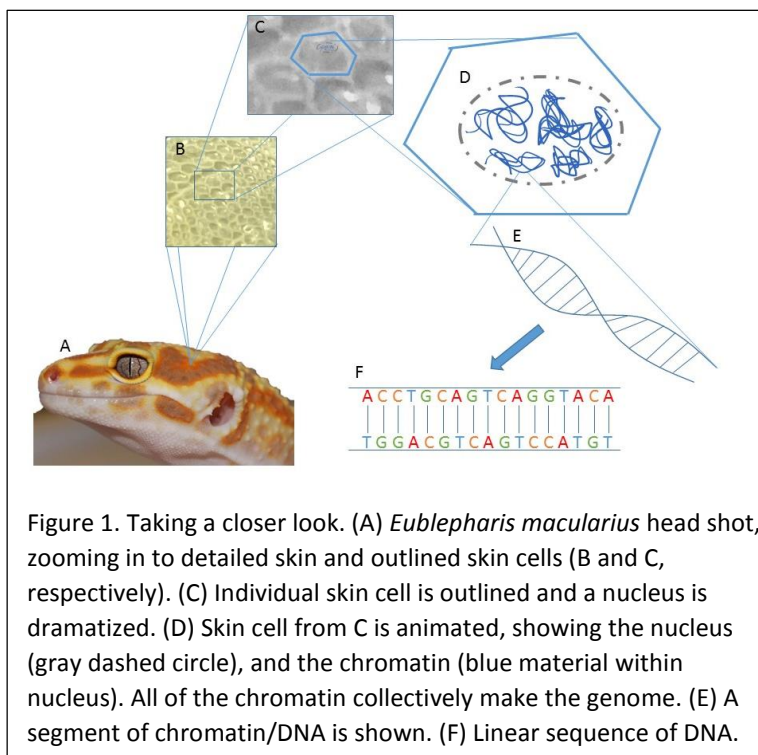 C
D
B
E
A
F
ACCTGCAGTCAGGTACA
TGGACGTCAGTCCATGT
Figure 1. Taking a closer look. (A) Eublepharis macularius head shot,
zooming in to detailed skin and outlined skin cells (B and C,
respectively). (C) Individual skin cell is outlined and a nucleus is
dramatized. (D) Skin cell from C is animated, showing the nucleus
(gray dashed circle), and the chromatin (blue material within
nucleus). All of the chromatin collectively make the genome. (E) A
segment of chromatin/DNA is shown. (F) Linear sequence of DNA.